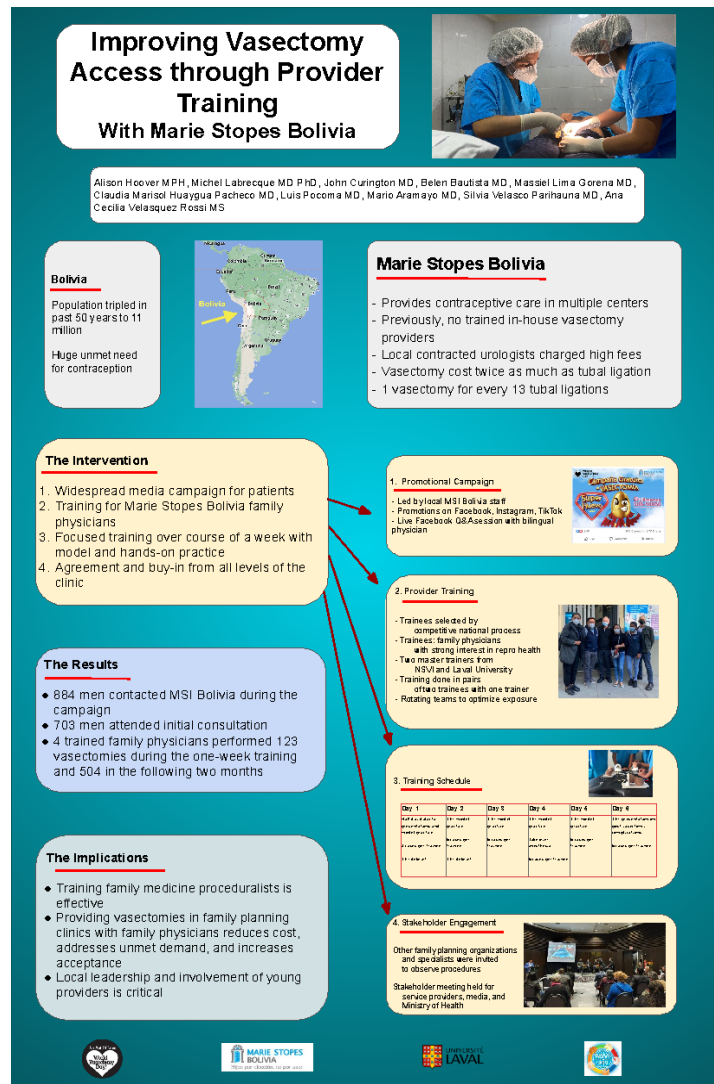 Improving Vasectomy
Access through Provider
Training
With Marie Stopes Bolivia
Alison Hoover MPH, Michel Labrecque MD PhD, John Curington MD, Belen Bautista MD, Massiel Lima Gorena MD,
Claudia Marisol Huaygua Pacheco MD, Luis Pocoma MD, Mario Aramayo MD, Silvia Velasco Parihauna MD, Ana
Cecilia Velasquez Rossi MS
Bolivia
Population tripled in
past 50 years to 11
million
Huge unmet need
for contraception
Nicaragua
Colombia
Ecuador
Peru
Brazil
Bolivia
Bolivia
Paraguay
Uruguay
Argentina
Marie Stopes Bolivia
- Provides contraceptive care in multiple centers
- Previously, no trained in-house vasectomy
providers
- Local contracted urologists charged high fees
- Vasectomy cost twice as much as tubal ligation
- 1 vasectomy for every 13 tubal ligations
The Intervention
1. Widespread media campaign for patients
2. Training for Marie Stopes Bolivia family
physicians
3. Focused training over course of a week with
model and hands-on practice
4. Agreement and buy-in from all levels of the
clinic
1. Promotional Campaign
- Led by local MSI Bolivia staff
- Promotions on Facebook, Instagram, TikTok
- Live Facebook Q&A session with bilingual
physician
2. Provider Training
- Trainees selected by
competitive national process
- Trainees: family physicians
with strong interest in repro health
- Two master trainers from
NSVI and Laval University
- Training done in pairs
of two trainees with one trainer
- Rotating teams to optimize exposure
The Results
● 884 men contacted MSI Bolivia during the
campaign
● 703 men attended initial consultation
● 4 trained family physicians performed 123
vasectomies during the one-week training
and 504 in the following two months
3. Training Schedule
Day 1 Day 2 Day 3 Day 4 Day 5 Day 6
The Implications
● Training family medicine proceduralists is
effective
● Providing vasectomies in family planning
clinics with family physicians reduces cost,
addresses unmet demand, and increases
acceptance
● Local leadership and involvement of young
providers is critical
4. Stakeholder Engagement
Other family planning organizations
and specialists were invited
to observe procedures
Stakeholder meeting held for
service providers, media, and
Ministry of Health
World
Vasectomy
Day!
MARIE STOPES
BOLIVIA
UNIVERSITÉ
LAVAL